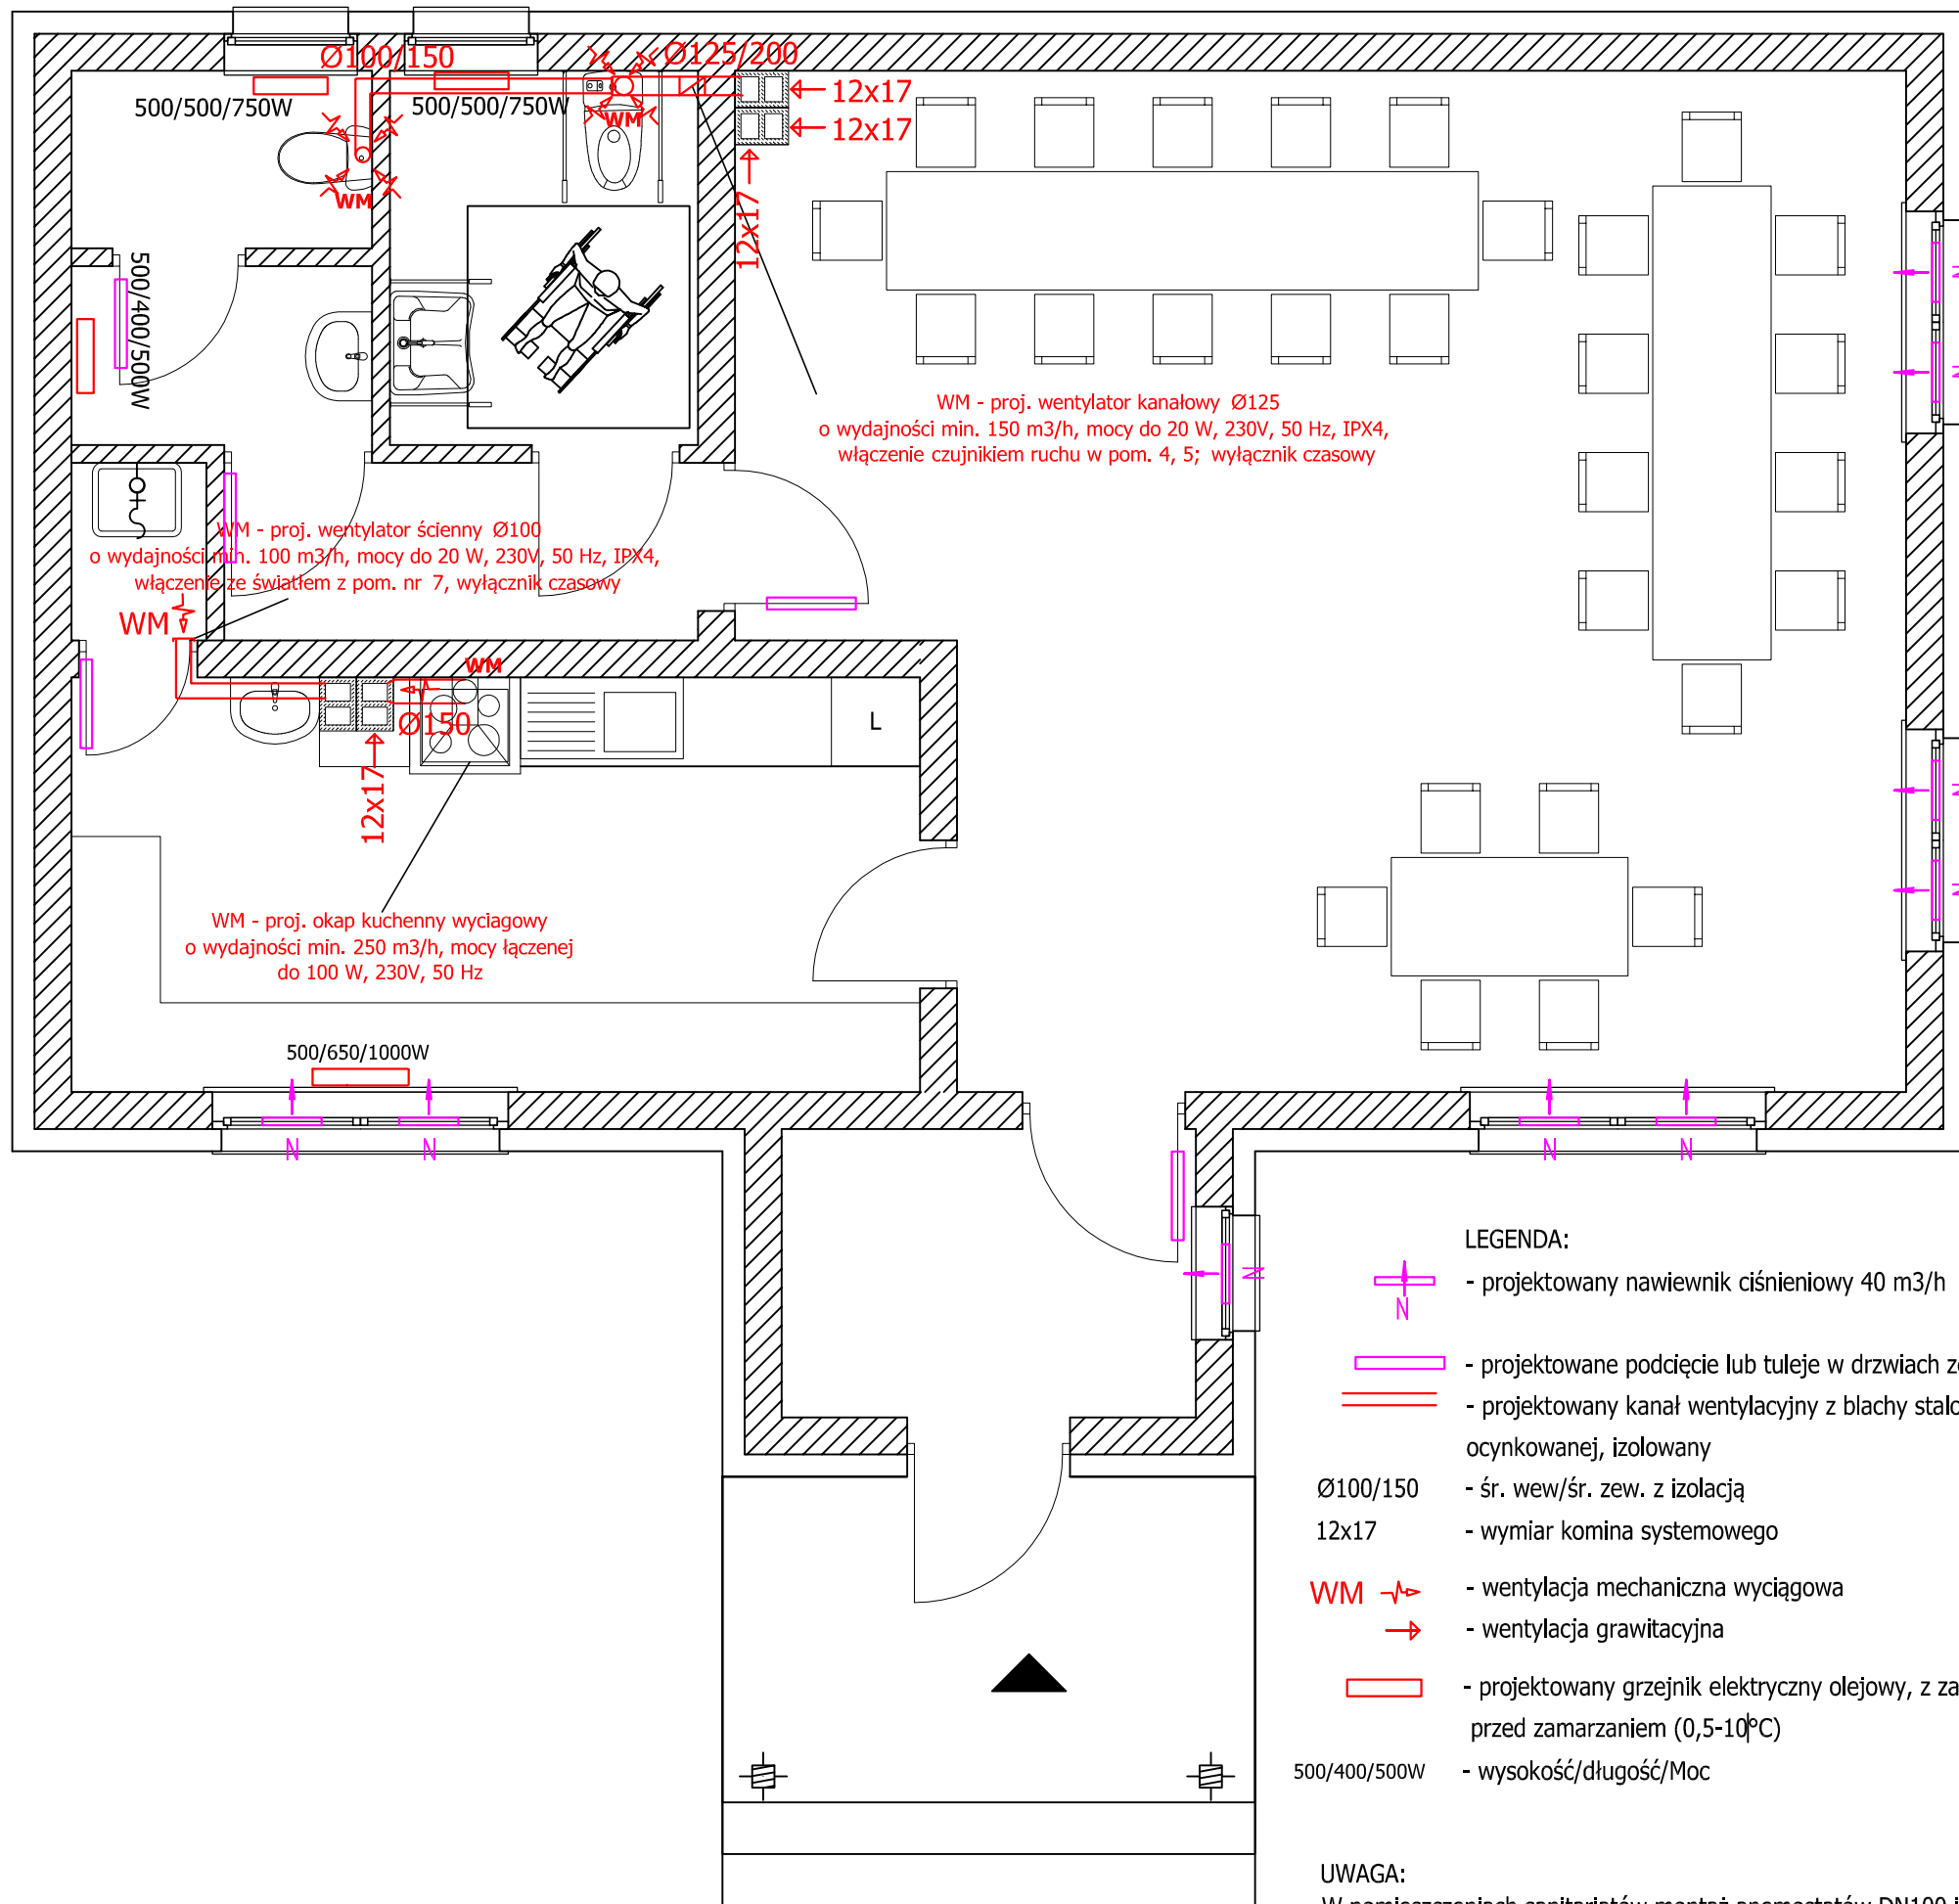 Ø100/150
Ø125/200
500/500/750W
500/500/750W
WM
WM
12x17
12x17
12x17
500/400/500W
N
N
WM - proj. wentylator kanałowy Ø125
o wydajności min. 150 m3/h, mocy do 20 W, 230V, 50 Hz, IPX4,
włączenie czujnikiem ruchu w pom. 4, 5; wyłącznik czasowy
WM - proj. wentylator ścienny Ø100
o wydajności min. 100 m3/h, mocy do 20 W, 230V, 50 Hz, IPX4,
włączenie ze światłem z pom. nr 7, wyłącznik czasowy
WM
WM
Ø150
L
12x17
N
N
WM - proj. okap kuchenny wyciagowy
o wydajności min. 250 m3/h, mocy łączenej
do 100 W, 230V, 50 Hz
500/650/1000W
N
N
N
N
N
LEGENDA:
N
- projektowany nawiewnik ciśnieniowy 40 m3/h
- projektowane podcięcie lub tuleje w drzwiach
- projektowany kanał wentylacyjny z blachy
ocynkowanej, izolowany
Ø100/150 - śr. wew/śr. zew. z izolacją
12x17 - wymiar komina systemowego
WM - wentylacja mechaniczna wyciągowa
- wentylacja grawitacyjna
- projektowany grzejnik elektryczny olejowy, z
przed zamarzaniem (0,5-10°C)
500/400/500W - wysokość/długość/Moc
UWAGA:
W pomieszczeniach sanitariatów montaż anemostatów DN100 i